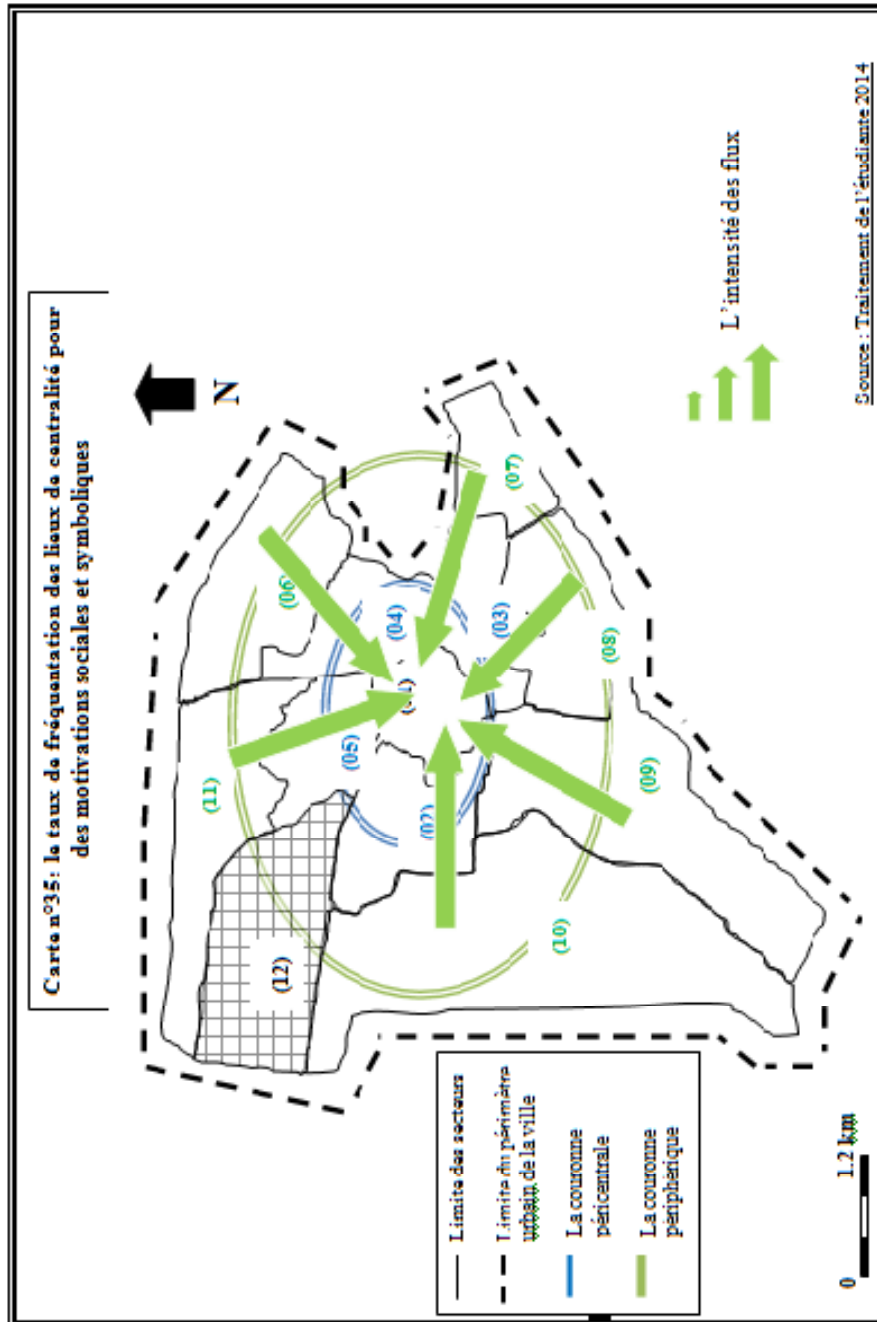 Carte n°35: le taux de fréquentation des lieux de centralité pour
des motivations sociales et symboliques
N
(11)
(06)
(12)
(05)
(04)
(07)
(02)
(03)
(10)
(09)
(08)
Limite des secteurs
Limite du périmètre
urbain de la ville
La couronne
péricentrale
La couronne
périphérique
L'intensité des flux
0 1.2 km
Source : Traitement de l'étudiante 2014